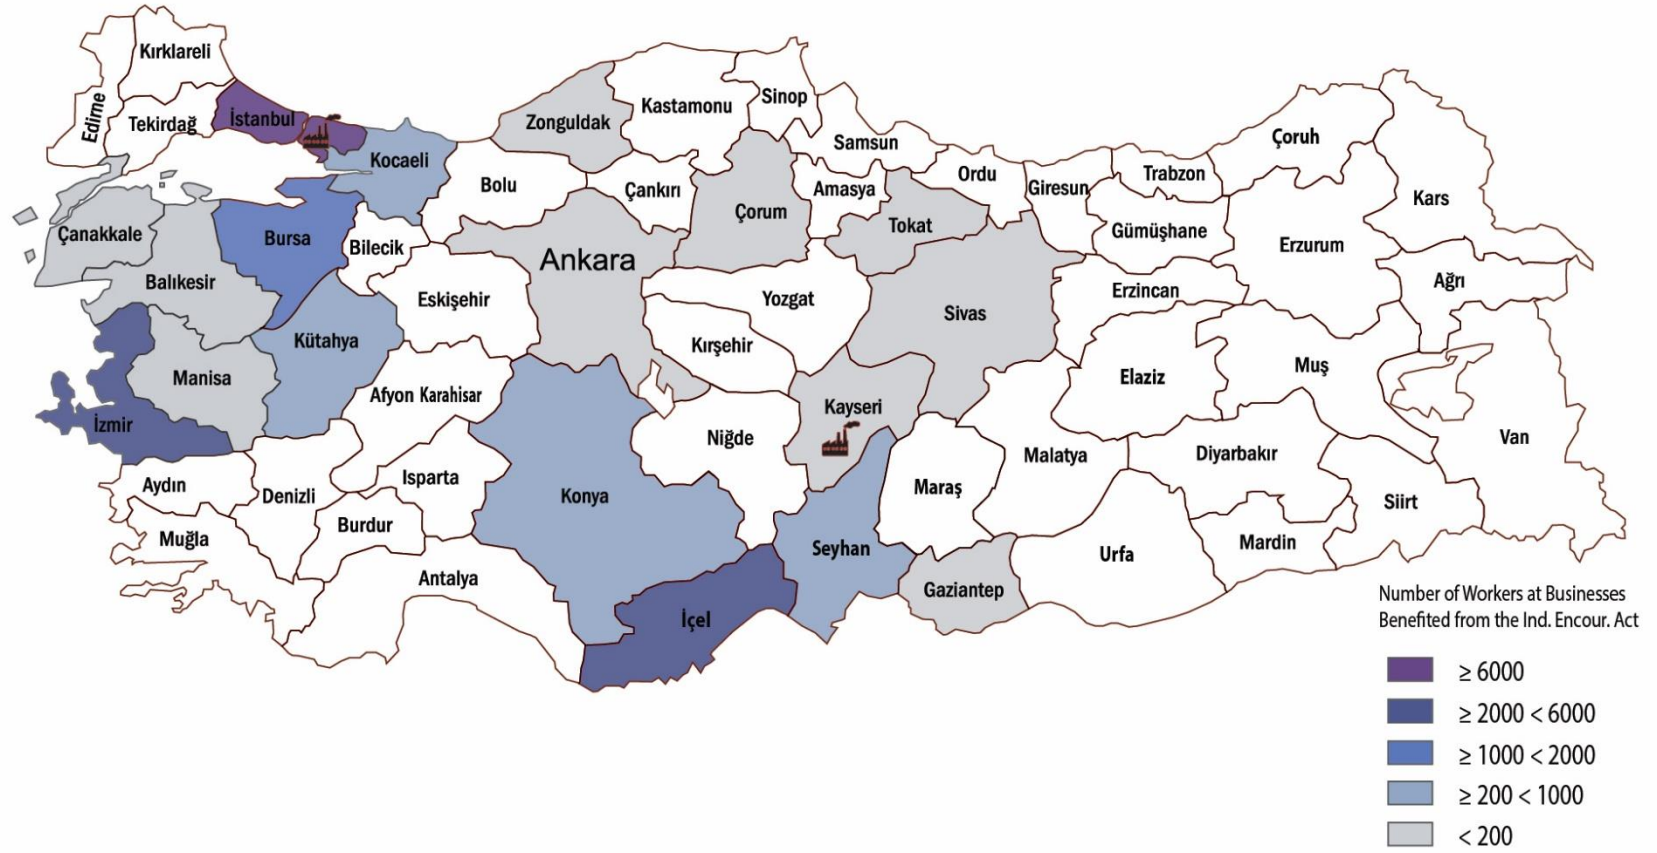 Kırklareli
Edirne
Tekirdağ
İstanbul
Kocaeli
Zonguldak
Kastamonu
Sinop
Samsun
Çoruh
Bolu
Çankırı
Çorum
Amasya
Tokat
Ordu
Giresun
Trabzon
Gümüşhane
Kars
Çanakkale
Balıkesir
Bursa
Bilecik
Ankara
Eskişehir
Yozgat
Sivas
Erzincan
Erzurum
Ağrı
Kütahya
Kırşehir
Manisa
İzmir
Afyon Karahisar
Kayseri
Niğde
Elaziz
Muş
Van
Malatya
Diyarbakır
Siirt
Aydın
Denizli
Isparta
Konya
Maraş
Muğla
Burdur
Antalya
Seyhan
Gaziantep
Urfa
Mardin
İçel
Number of Workers at Businesses
Benefited from the Ind. Encour. Act
≥ 6000
≥ 2000 < 6000
≥ 1000 < 2000
≥ 200 < 1000
< 200